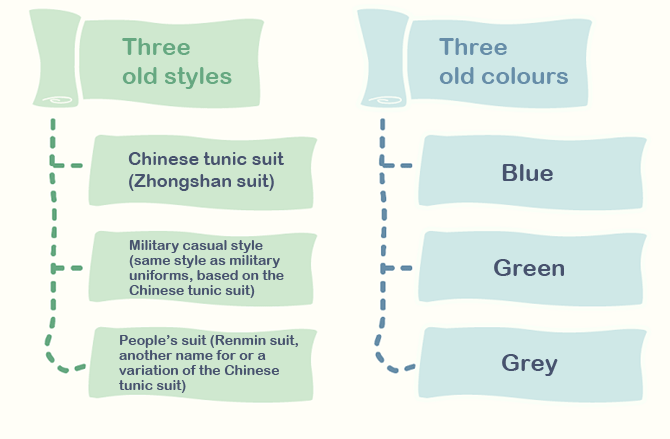 Three
old styles
Chinese tunic suit
(Zhongshan suit)
Military casual style
(same style as military
uniforms, based on the
Chinese tunic suit)
People's suit (Renmin suit,
another name for or a
variation of the Chinese
tunic suit)
Three
old colours
Blue
Green
Grey